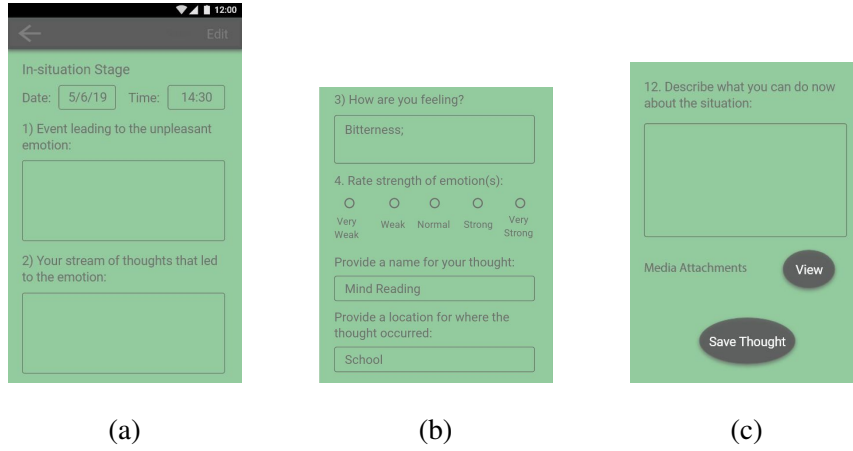 12:00
Edit
In-situation Stage
Date: 5/6/19 Time: 14:30
1) Event leading to the unpleasant
emotion:
2) Your stream of thoughts that led
to the emotion:
(a)
3) How are you feeling?
Bitterness;
4. Rate strength of emotion(s):
Very Weak
Weak
Normal
Strong
Very Strong
Provide a name for your thought:
Mind Reading
Provide a location for where the
thought occurred:
School
(b)
12. Describe what you can do now
about the situation:
Media Attachments
View
Save Thought
(c)